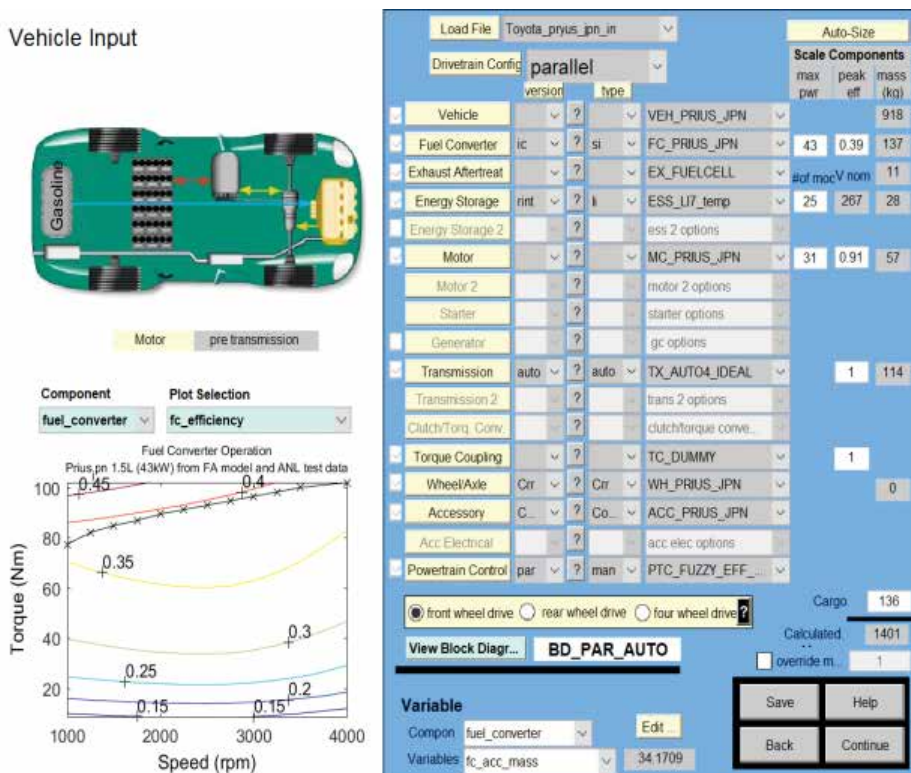 Vehicle Input
Gasoline
Motor pre transmission
Component Plot Selection
fuel_converter fc_efficiency
Fuel Converter Operation
Prius_jpn 1.5L (43kW) from FA model and ANL test data
Torque (Nm)
100
80
60
40
20
0.45 0.4
0.35
0.3
0.25
0.2
0.15 0.15
1000 2000 3000 4000
Speed (rpm)
Load File Toyota_pryus_jpn_in
Auto-Size
Drivetrain Config parallel
Scale Components
version type
max pwr peak eff mass (kg)
Vehicle ? VEH_PRIUS_JPN 918
Fuel Converter ic ? si FC_PRIUS_JPN 43 0.39 137
Exhaust Aftertreat ? EX_FUELCELL #of moc V nom 11
Energy Storage rint ? li ESS_LI7_temp 25 267 28
Energy Storage 2 ? ess 2 options
Motor ? MC_PRIUS_JPN 31 0.91 57
Motor 2 ? motor 2 options
Starter ? starter options
Generator ? gc options
Transmission auto ? auto TX_AUTO4_IDEAL 1 114
Transmission 2 ? trans 2 options
Clutch/Torq. Conv. ? clutch/torque conve...
Torque Coupling ? TC_DUMMY 1
Wheel/Axle Crr ? Crr WH_PRIUS_JPN 0
Accessory C... ? Co... ACC_PRIUS_JPN
Acc Electrical ? acc elec options
Powertrain Control par ? man PTC_FUZZY_EFF_...
front wheel drive rear wheel drive four wheel drive ?
Cargo 136
Calculated 1401
View Block Diagr... BD_PAR_AUTO
override m... 1
Variable
Compon fuel_converter Edit ...
Variables fc_acc_mass 34.1709
Save Help
Back Continue